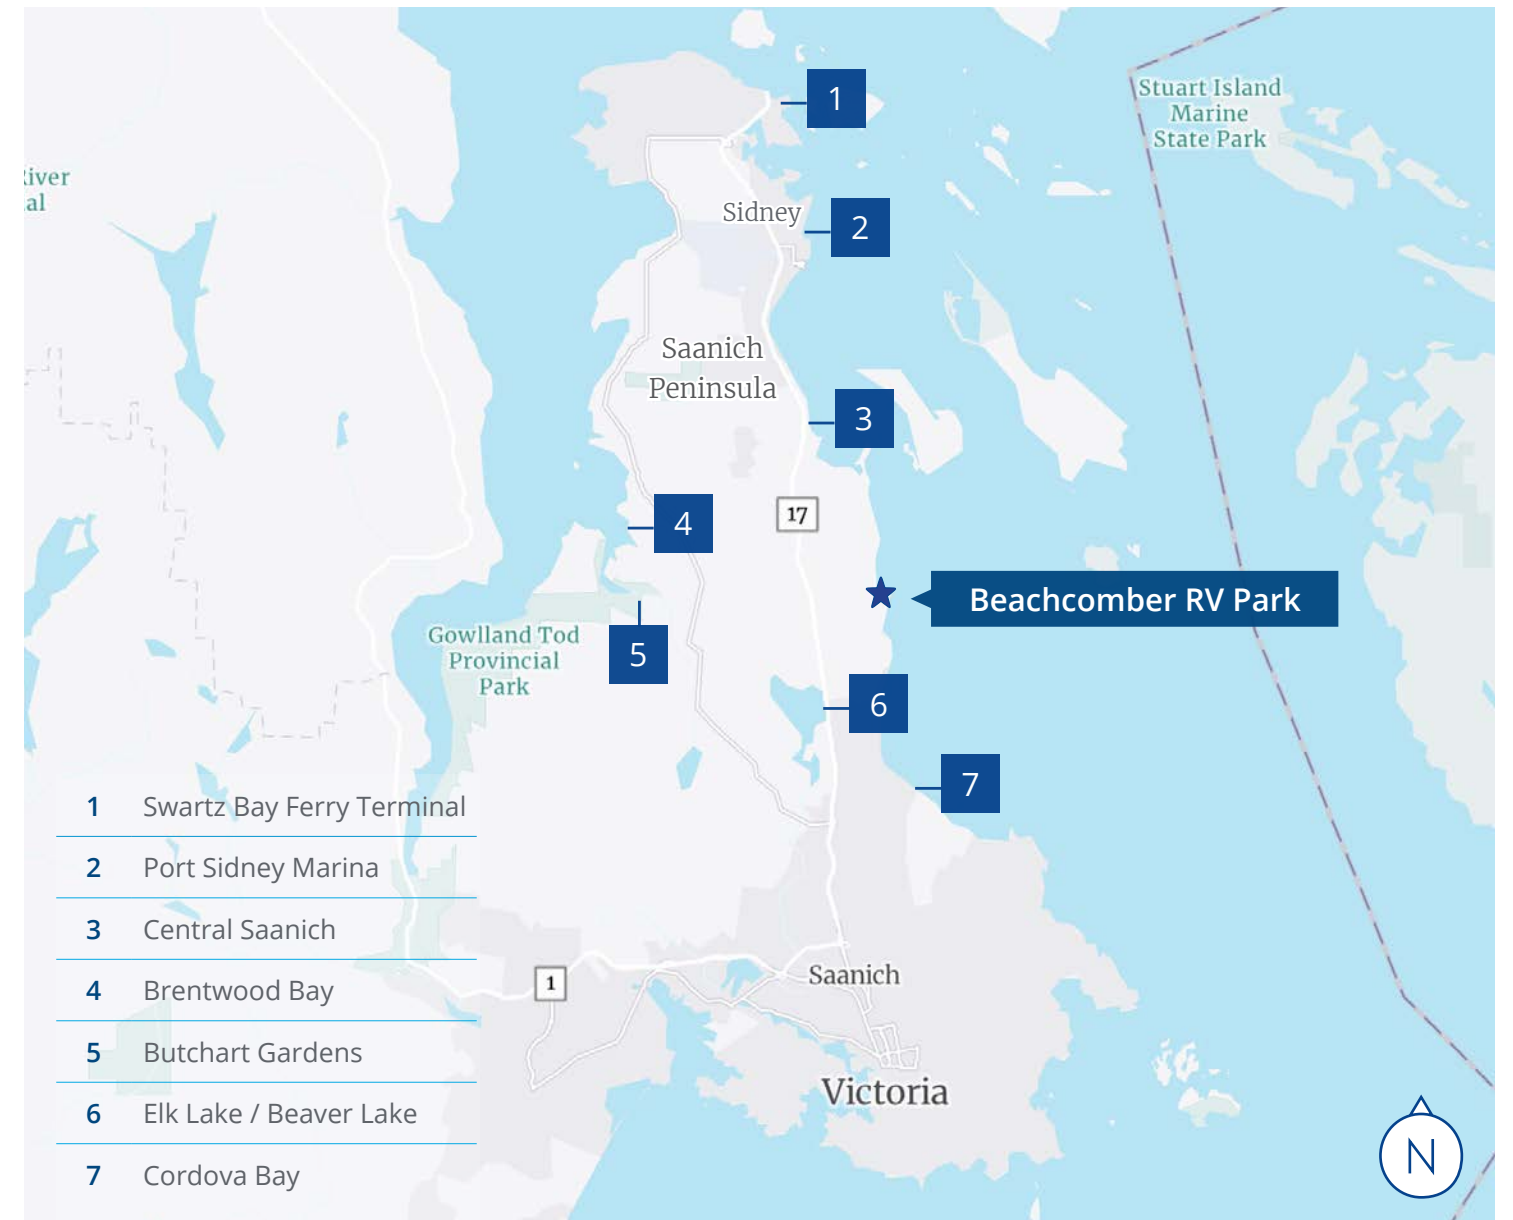 1
Stuart Island
Marine
State Park
River
al
Sidney
2
Saanich
Peninsula
3
4
17
Beachcomber RV Park
Gowlland Tod
Provincial
Park
5
6
7
1 Swartz Bay Ferry Terminal
2 Port Sidney Marina
3 Central Saanich
4 Brentwood Bay
5 Butchart Gardens
6 Elk Lake / Beaver Lake
7 Cordova Bay
1
Saanich
Victoria
N